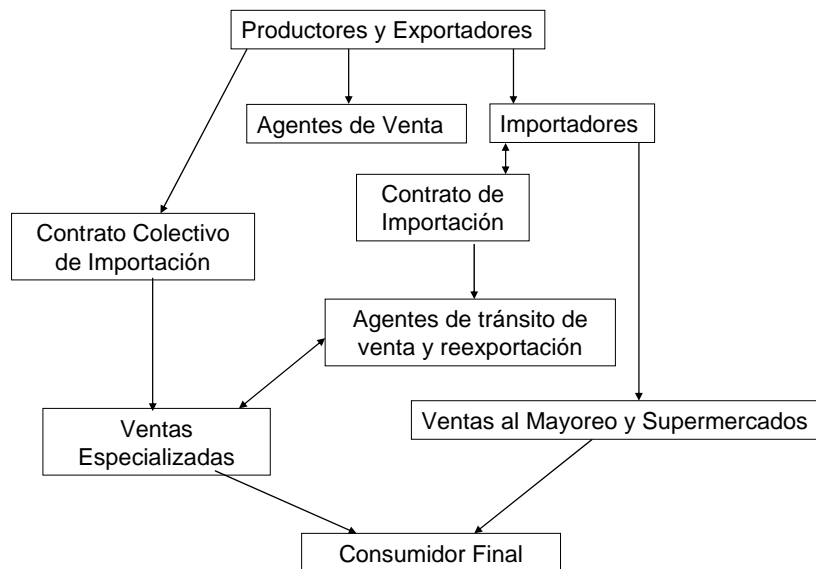 Productores y Exportadores
Agentes de Venta
Importadores
Contrato de
Importación
Contrato Colectivo
de Importación
Agentes de tránsito de
venta y reexportación
Ventas
Especializadas
Ventas al Mayoreo y Supermercados
Consumidor Final